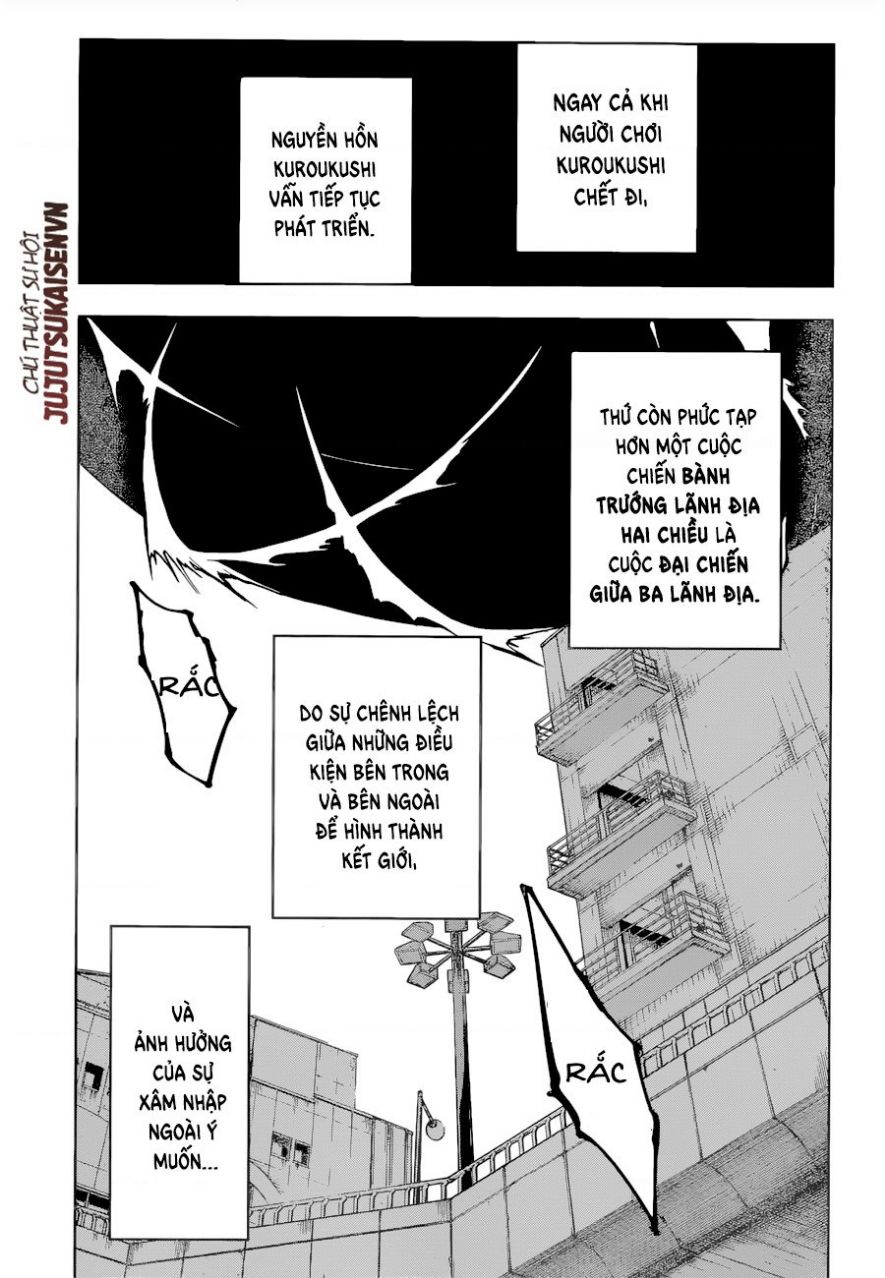 NGAY CẢ KHI
NGƯỜI CHƠI
KUROUKUSHI
CHẾT ĐI,
NGUYỀN HỒN
KUROUKUSHI
VẪN TIẾP TỤC
PHÁT TRIỂN.
CHÚ THUẬT SƯ HỒI
JUJUTSUKAISENVN
THỨ CÒN PHỨC TẠP
HƠN MỘT CUỘC
CHIẾN BÀNH
TRƯỚNG LÃNH ĐỊA
HAI CHIỀU LÀ
CUỘC ĐẠI CHIẾN
GIỮA BA LÃNH ĐỊA.
RẮC
DO SỰ CHÊNH LỆCH
GIỮA NHỮNG ĐIỀU
KIỆN BÊN TRONG
VÀ BÊN NGOÀI
ĐỂ HÌNH THÀNH
KẾT GIỚI,
RẮC
VÀ
ẢNH HƯỞNG
CỦA SỰ
XÂM NHẬP
NGOÀI Ý
MUỐN...